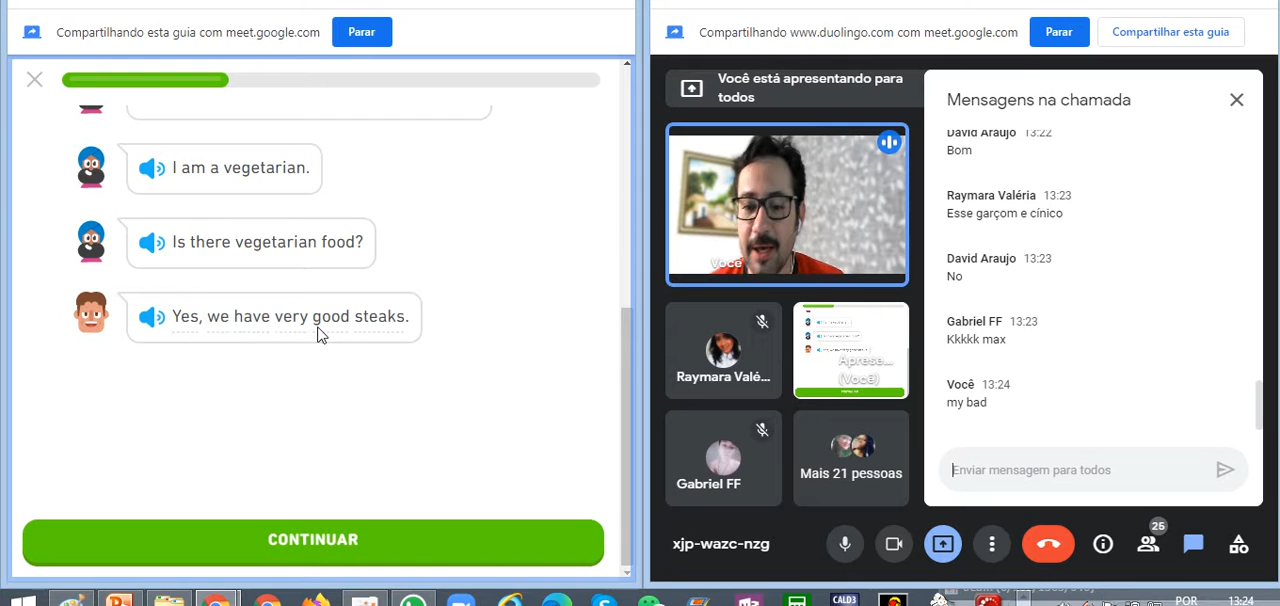 Compartilhando esta guia com meet.google.com
Parar
I am a vegetarian.
Is there vegetarian food?
Yes, we have very good steaks.
CONTINUAR
Compartilhando www.duolingo.com com meet.google.com
Parar
Compartilhar esta guia
Você está apresentando para
todos
Você
Raymara Valé...
Aprese...
(Você)
Gabriel FF
Mais 21 pessoas
Mensagens na chamada
David Araujo 13:22
Bom
Raymara Valéria 13:23
Esse garçom e cínico
David Araujo 13:23
No
Gabriel FF 13:23
Kkkkk max
Você 13:24
my bad
Enviar mensagem para todos
xjp-wazc-nzg
25
CALD3
POR
13:24